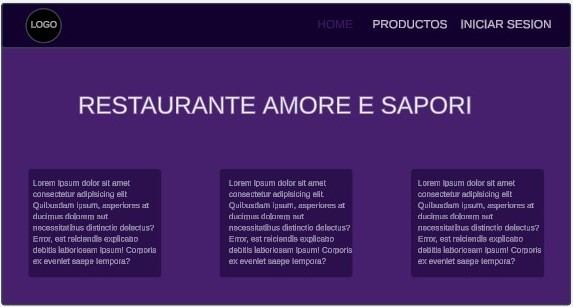 LOGO
HOME PRODUCTOS INICIAR SESION
RESTAURANTE AMORE E SAPORI
Lorem ipsum dolor sit amet
consectetur adipisicing elit
Quibusdam ipsum, asperiores at
ducimus dolorem aut
necessitatibus distinctio delectus?
Error, est reiciendis explicabo
debitis laboriosam ipsum! Corporis
ex eveniet saepe tempora?
Lorem ipsum dolor sit amet
consectetur adipisicing elit
Quibusdam ipsum, asperiores at
ducimus dolorem aut
necessitatibus distinctio delectus?
Error, est reiciendis explicabo
debitis laboriosam ipsum! Corporis
ex eveniet saepe tempora?
Lorem ipsum dolor sit amet
consectetur adipisicing elit
Quibusdam ipsum, asperiores at
ducimus dolorem aut
necessitatibus distinctio delectus?
Error, est reiciendis explicabo
debitis laboriosam ipsum! Corporis
ex eveniet saepe tempora?